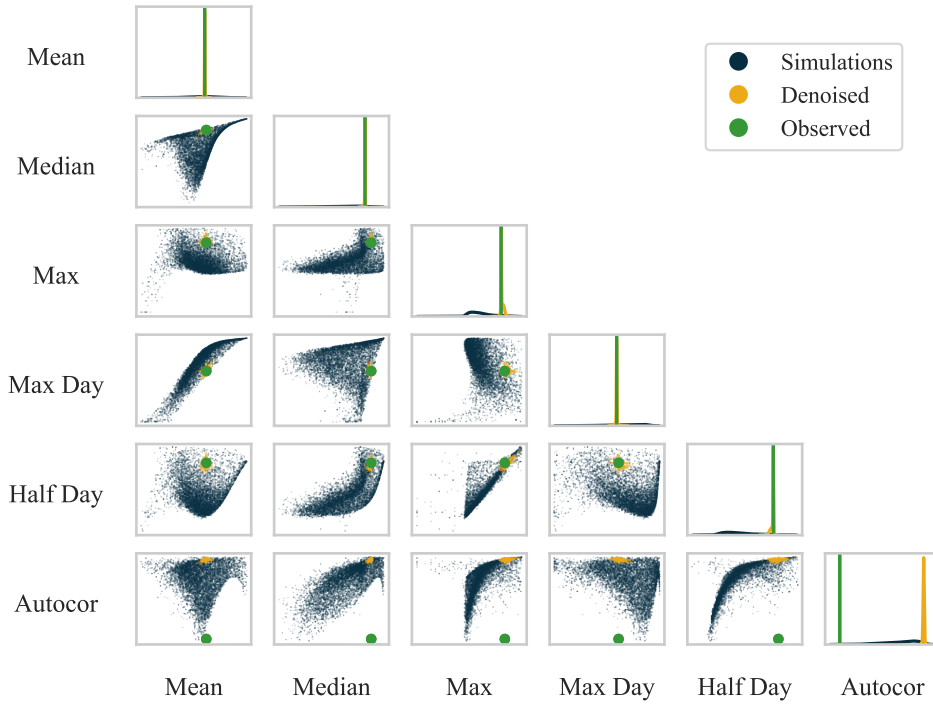 Mean
Simulations
Denoised
Observed
Median
Max
Max Day
Half Day
Autocor
Mean
Median
Max
Max Day
Half Day
Autocor